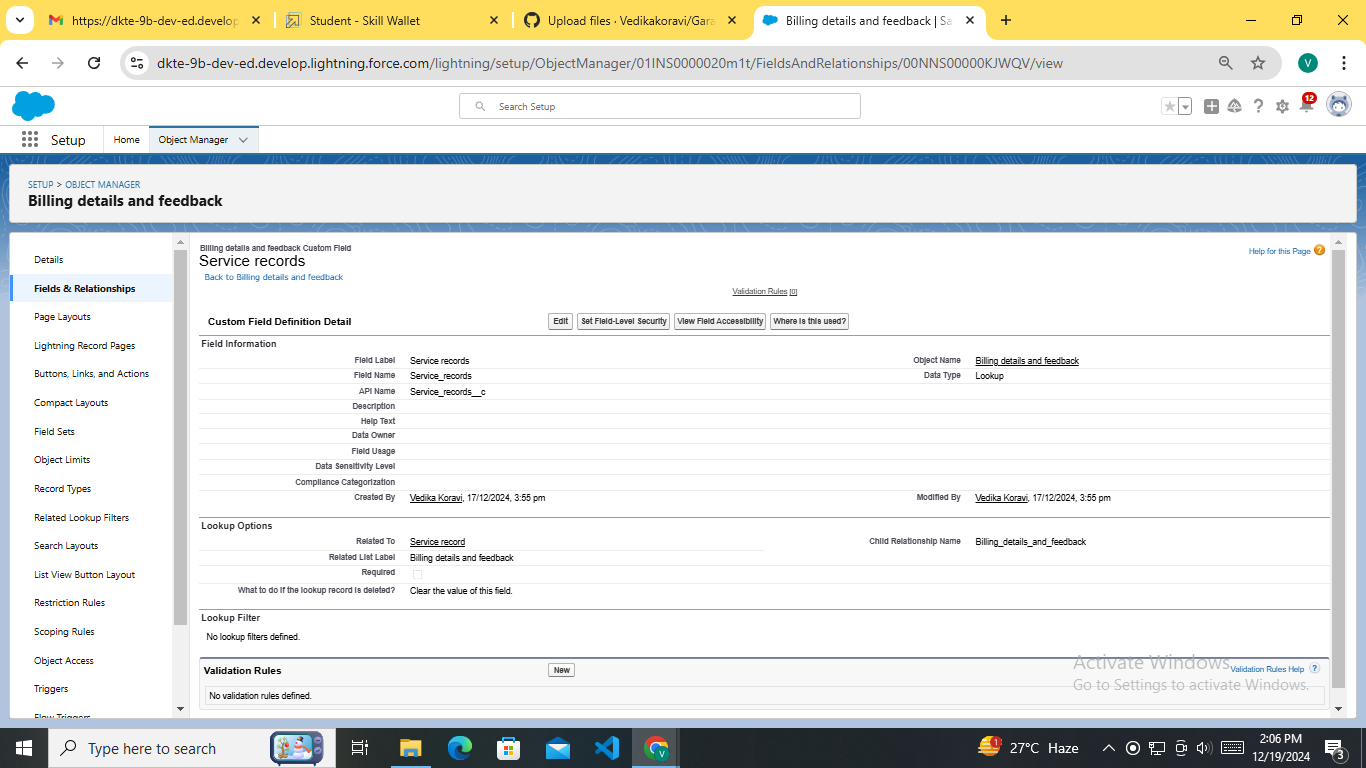 https://dkte-9b-dev-ed.develop
Student - Skill Wallet
Upload files · Vedikakoravi/Gara
Billing details and feedback | Sa
dkte-9b-dev-ed.develop.lightning.force.com/lightning/setup/ObjectManager/01INS0000020m1t/FieldsAndRelationships/00NNS00000KJWQV/view
V
Search Setup
12
Setup
Home
Object Manager
SETUP > OBJECT MANAGER
Billing details and feedback
Details
Fields & Relationships
Page Layouts
Lightning Record Pages
Buttons, Links, and Actions
Compact Layouts
Field Sets
Object Limits
Record Types
Related Lookup Filters
Search Layouts
List View Button Layout
Restriction Rules
Scoping Rules
Object Access
Triggers
Flow Triggers
Billing details and feedback Custom Field
Service records
Help for this Page
Back to Billing details and feedback
Validation Rules [0]
Custom Field Definition Detail
Edit Set Field-Level Security View Field Accessibility Where is this used?
Field Information
Field Label Service records Object Name Billing details and feedback
Field Name Service_records Data Type Lookup
API Name Service_records__c
Description
Help Text
Data Owner
Field Usage
Data Sensitivity Level
Compliance Categorization
Created By Vedika Koravi, 17/12/2024, 3:55 pm Modified By Vedika Koravi, 17/12/2024, 3:55 pm
Lookup Options
Related To Service record Child Relationship Name Billing_details_and_feedback
Related List Label Billing details and feedback
Required
What to do if the lookup record is deleted? Clear the value of this field.
Lookup Filter
No lookup filters defined.
Validation Rules New Validation Rules Help ?
No validation rules defined.
Activate Windows
Go to Settings to activate Windows.
Type here to search
27°C Haze
2:06 PM
12/19/2024
3